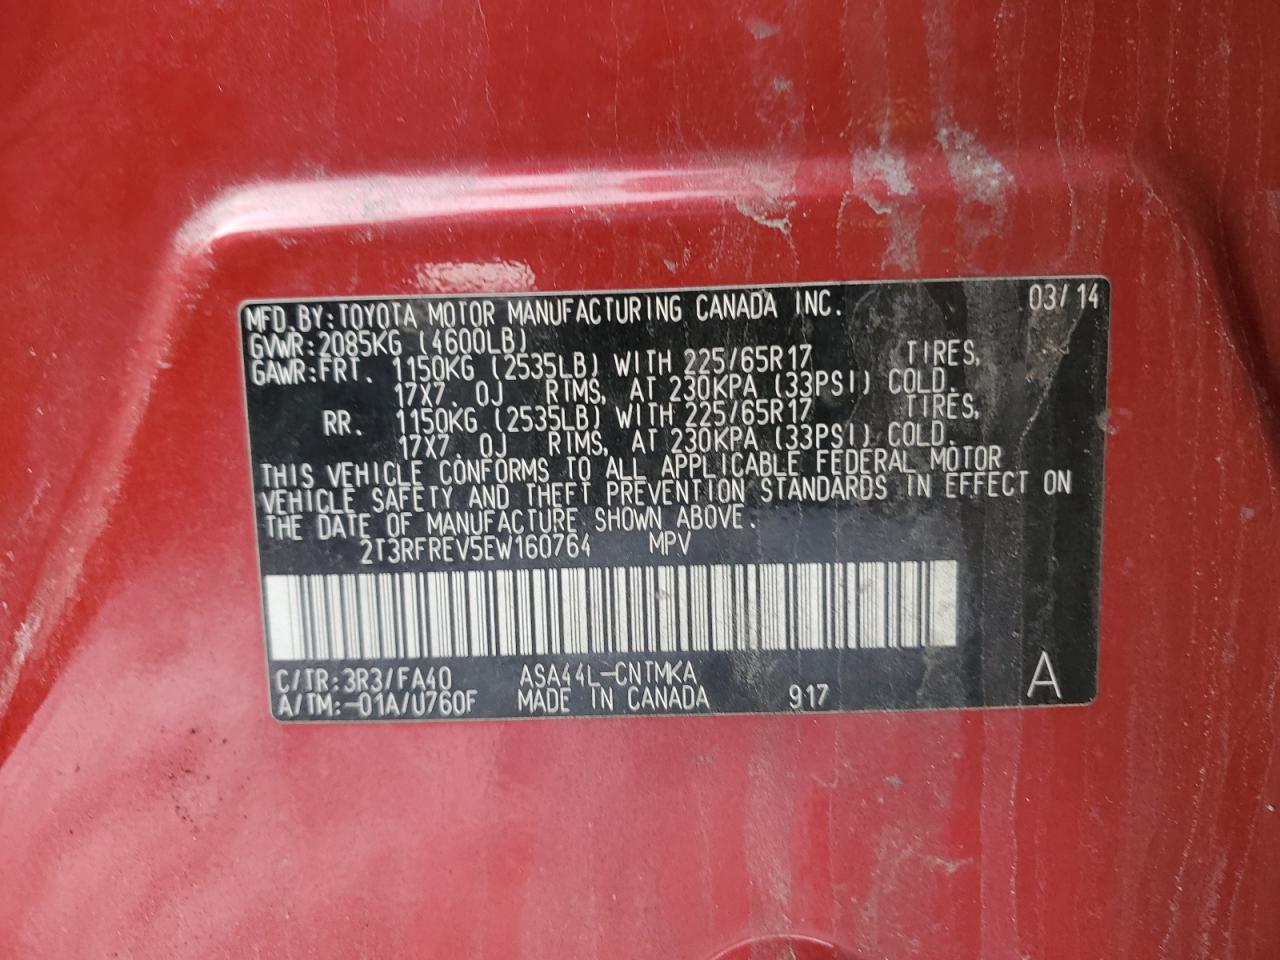 MFD.BY:TOYOTA MOTOR MANUFACTURING CANADA INC. 03/14
GVWR:2085KG (4600LB)
GAWR:FRT. 1150KG (2535LB) WITH 225/65R17 TIRES,
17X7.0J RIMS, AT 230KPA (33PSI) COLD.
RR. 1150KG (2535LB) WITH 225/65R17 TIRES,
17X7.0J RIMS, AT 230KPA (33PSI) COLD.
THIS VEHICLE CONFORMS TO ALL APPLICABLE FEDERAL MOTOR
VEHICLE SAFETY AND THEFT PREVENTION STANDARDS IN EFFECT ON
THE DATE OF MANUFACTURE SHOWN ABOVE.
2T3RFREV5EW160764 MPV
C/TR:3R3/FA40 ASA44L-CNTMKA
A/TM:-01A/U760F MADE IN CANADA 917 A